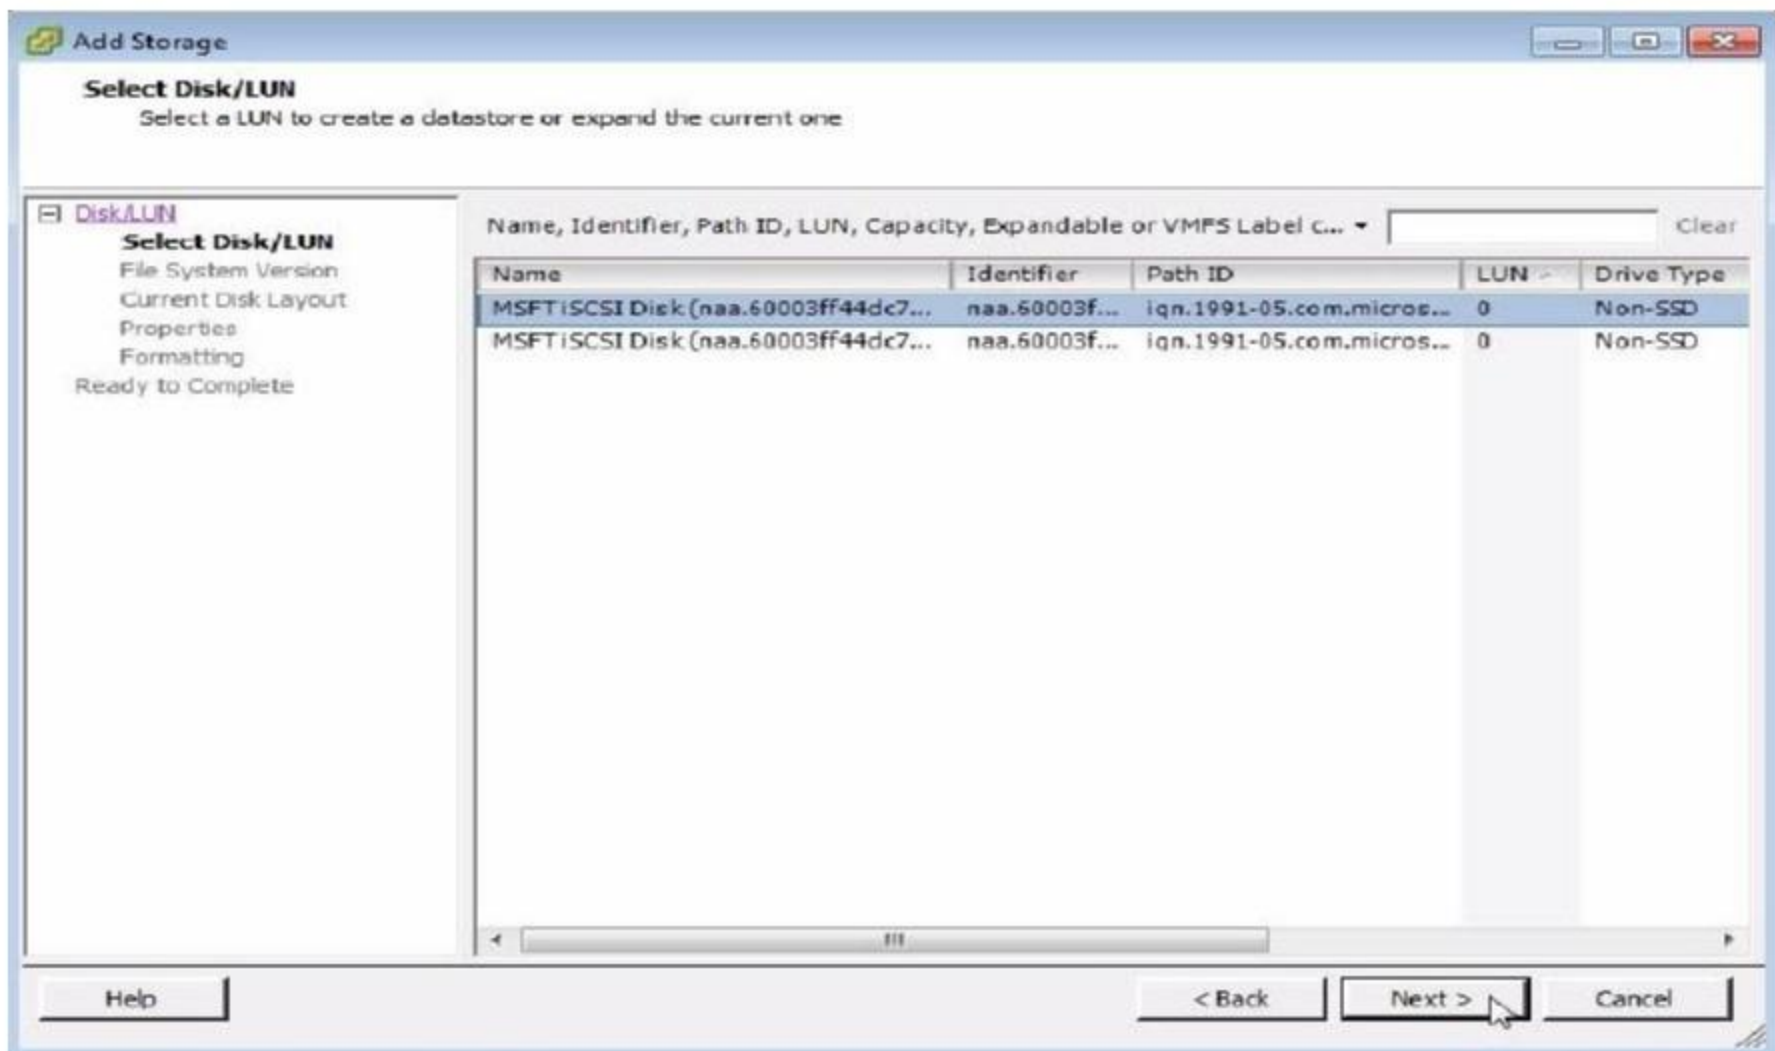 Add Storage
Select Disk/LUN
Select a LUN to create a datastore or expand the current one
Disk/LUN
Select Disk/LUN
File System Version
Current Disk Layout
Properties
Formatting
Ready to Complete
Name, Identifier, Path ID, LUN, Capacity, Expandable or VMFS Label c... Clear
Name Identifier Path ID LUN Drive Type
MSFT iSCSI Disk (naa.60003ff44dc7... naa.60003f... iqn.1991-05.com.micros... 0 Non-SSD
MSFT iSCSI Disk (naa.60003ff44dc7... naa.60003f... iqn.1991-05.com.micros... 0 Non-SSD
Help < Back Next > Cancel